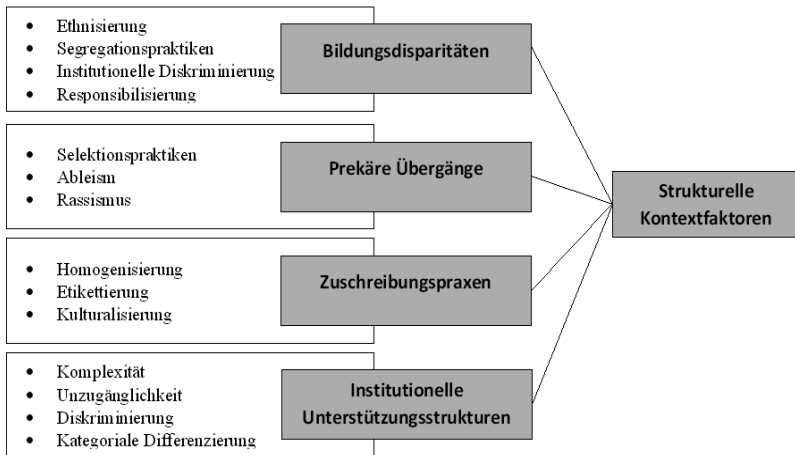 • Ethnisierung
• Segregationspraktiken
• Institutionelle Diskriminierung
• Responsibilisierung
Bildungsdisparitäten
• Selektionspraktiken
• Ableism
• Rassismus
Prekäre Übergänge
• Homogenisierung
• Etikettierung
• Kulturalisierung
Zuschreibungspraxen
• Komplexität
• Unzugänglichkeit
• Diskriminierung
• Kategoriale Differenzierung
Institutionelle
Unterstützungsstrukturen
Strukturelle
Kontextfaktoren